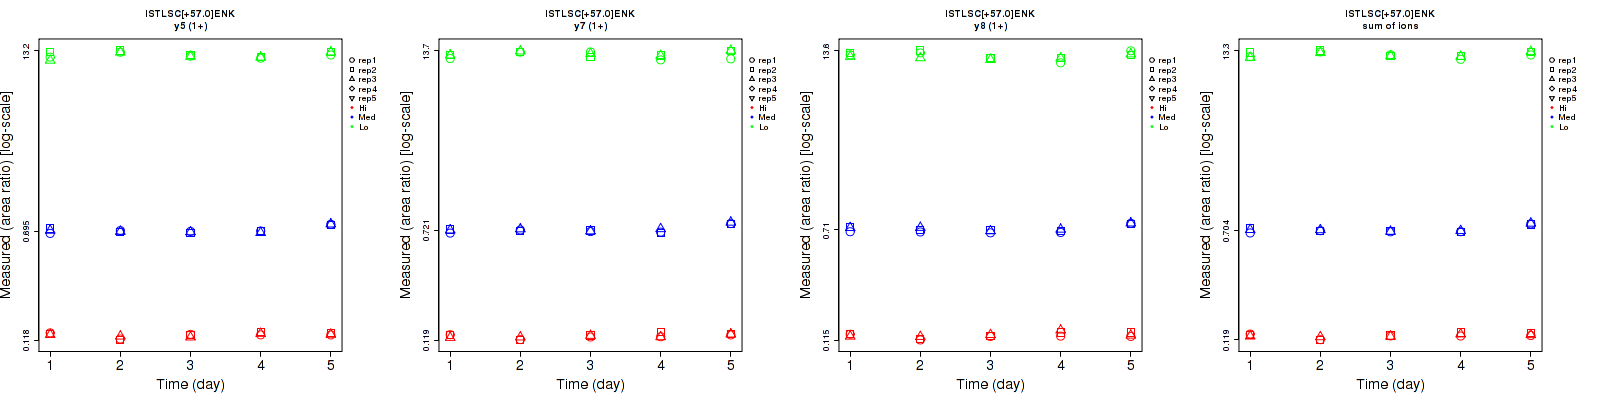 ISTLSC[+57.0]ENK
y5 (1+)
Measured (area ratio) [log-scale]
13.2
0.695
0.118
1 2 3 4 5
Time (day)
rep1
rep2
rep3
rep4
rep5
Hi
Med
Lo
ISTLSC[+57.0]ENK
y7 (1+)
Measured (area ratio) [log-scale]
13.7
0.721
0.119
1 2 3 4 5
Time (day)
rep1
rep2
rep3
rep4
rep5
Hi
Med
Lo
ISTLSC[+57.0]ENK
y8 (1+)
Measured (area ratio) [log-scale]
13.6
0.71
0.115
1 2 3 4 5
Time (day)
rep1
rep2
rep3
rep4
rep5
Hi
Med
Lo
ISTLSC[+57.0]ENK
sum of ions
Measured (area ratio) [log-scale]
13.3
0.704
0.119
1 2 3 4 5
Time (day)
rep1
rep2
rep3
rep4
rep5
Hi
Med
Lo